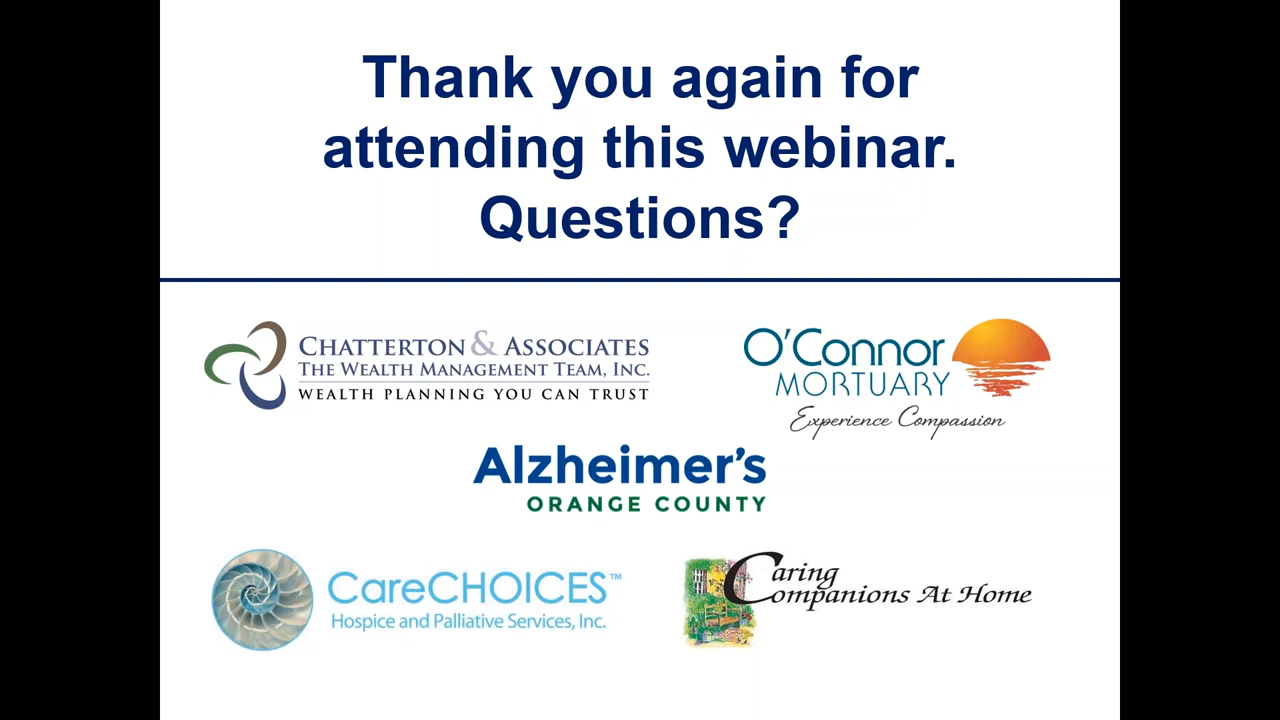 Thank you again for
attending this webinar.
Questions?
CHATTERTON & ASSOCIATES
THE WEALTH MANAGEMENT TEAM, INC.
WEALTH PLANNING YOU CAN TRUST
O'Connor
MORTUARY
Experience Compassion
Alzheimer's
ORANGE COUNTY
CareCHOICES™
Hospice and Palliative Services, Inc.
Caring
Companions At Home